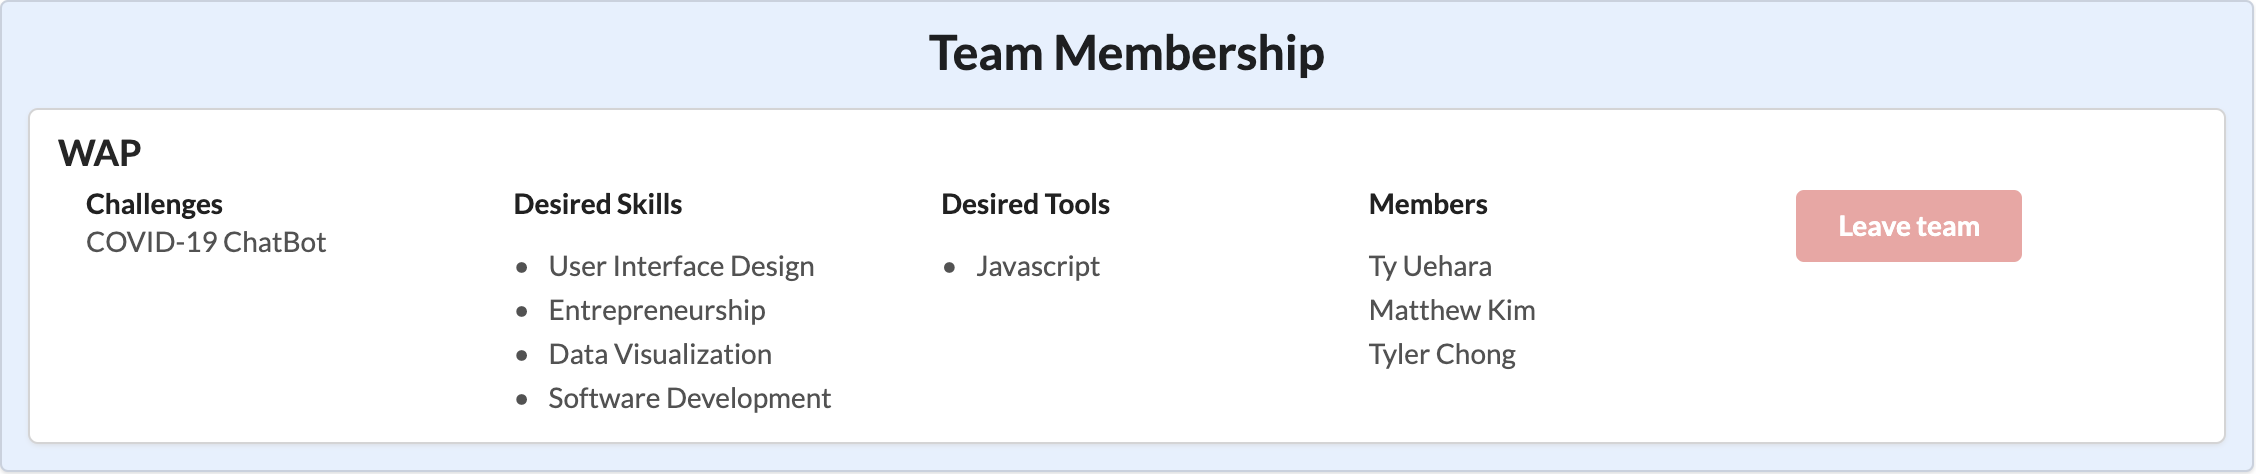 Team Membership
WAP
Challenges
COVID-19 ChatBot
Desired Skills
• User Interface Design
• Entrepreneurship
• Data Visualization
• Software Development
Desired Tools
• Javascript
Members
Ty Uehara
Matthew Kim
Tyler Chong
Leave team